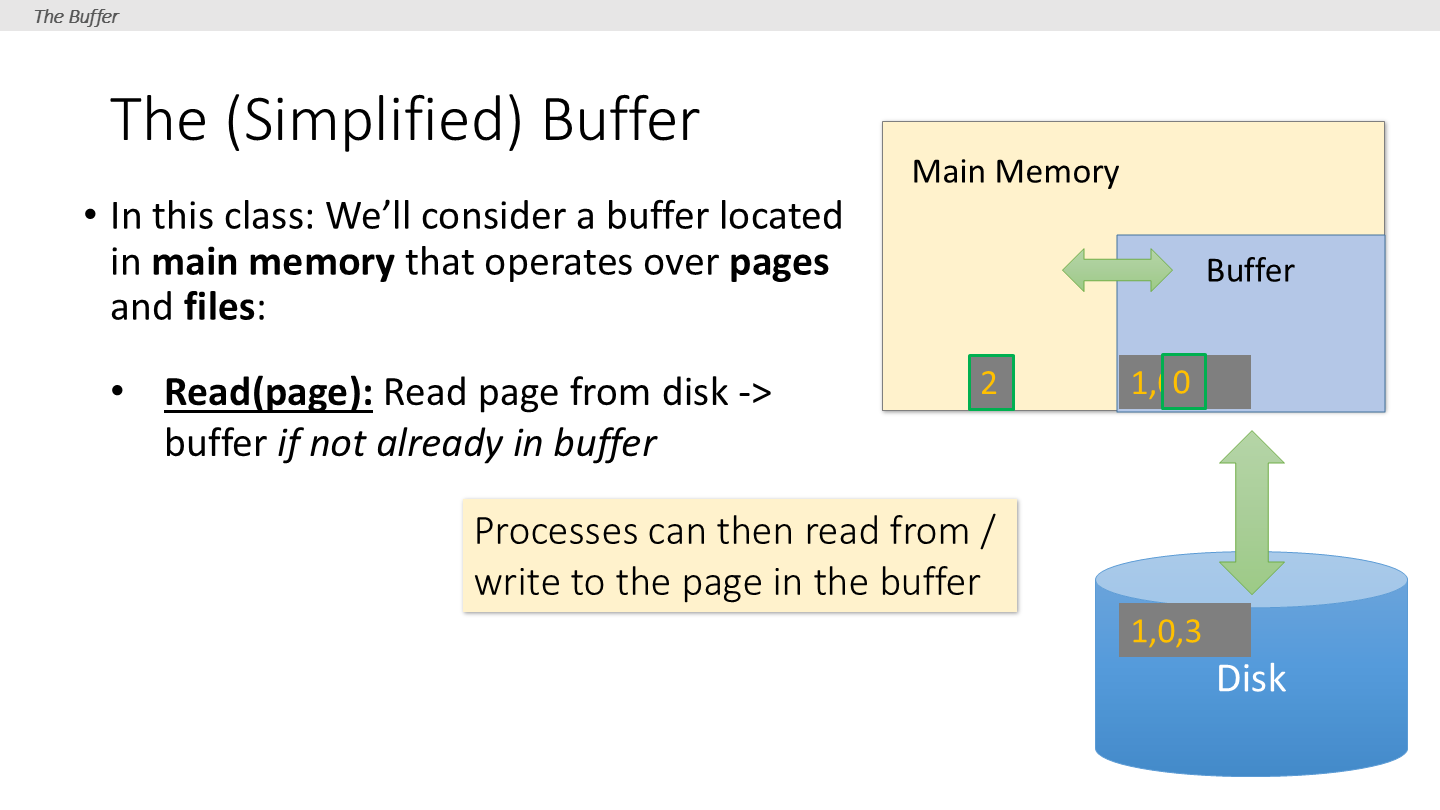 The Buffer
The (Simplified) Buffer
• In this class: We’ll consider a buffer located
in main memory that operates over pages
and files:
• Read(page): Read page from disk ->
buffer if not already in buffer
Processes can then read from /
write to the page in the buffer
Main Memory
Buffer
2
1,
0
1,0,3
Disk